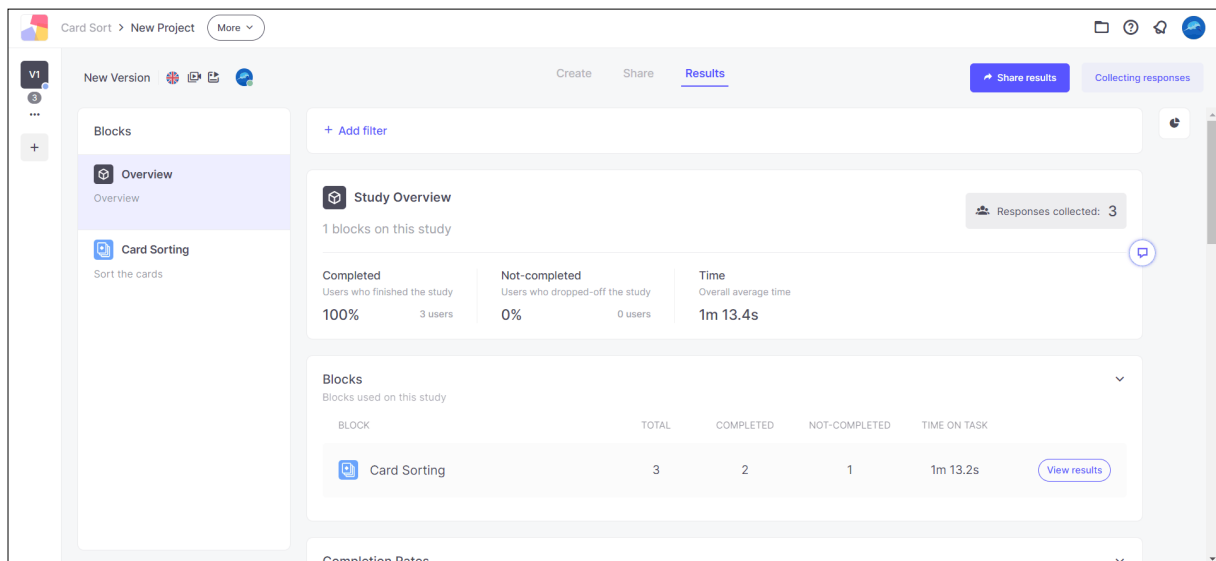 Card Sort > New Project More
V1
3
New Version
Create Share Results
Share results
Collecting responses
Blocks
Overview
Overview
Card Sorting
Sort the cards
+ Add filter
Study Overview
1 blocks on this study
Responses collected: 3
Completed Not-completed Time
Users who finished the study Users who dropped-off the study Overall average time
100% 3 users 0% 0 users 1m 13.4s
Blocks
Blocks used on this study
BLOCK TOTAL COMPLETED NOT-COMPLETED TIME ON TASK
Card Sorting 3 2 1 1m 13.2s View results
Completion Rates